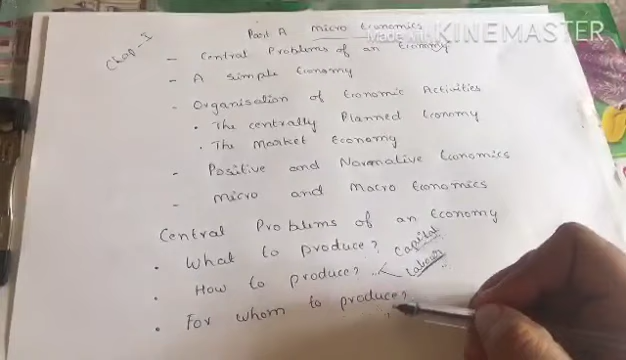 Part A Micro Economics
Made with KINEMASTER
Chap-I
- Central Problems of an Economy
- A Simple Economy
- Organisation of Economic Activities
• The centrally Planned Economy
• The Market Economy
- Positive and Normative Economics
- Micro and Macro Economics
Central Problems of an Economy
• What to produce?
• How to produce? Capital
Labour
• For whom to produce?